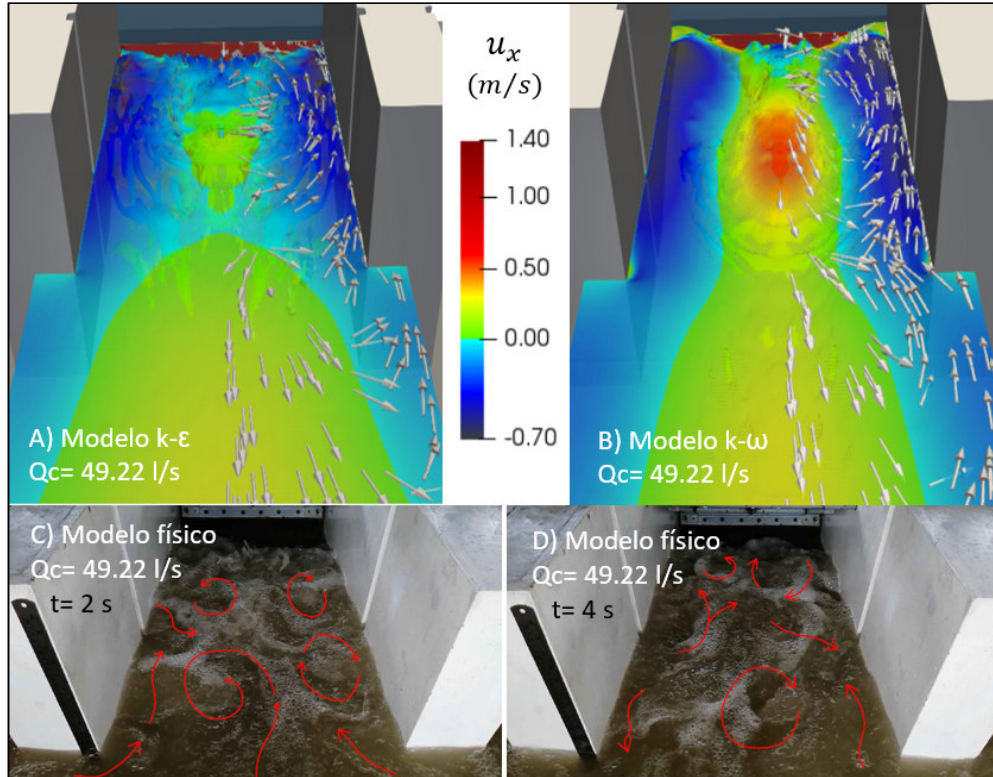 u_x
(m/s)
1.40
1.00
0.50
0.00
-0.70
A) Modelo k-ε
Qc= 49.22 l/s
B) Modelo k-ω
Qc= 49.22 l/s
C) Modelo físico
Qc= 49.22 l/s
t= 2 s
D) Modelo físico
Qc= 49.22 l/s
t= 4 s